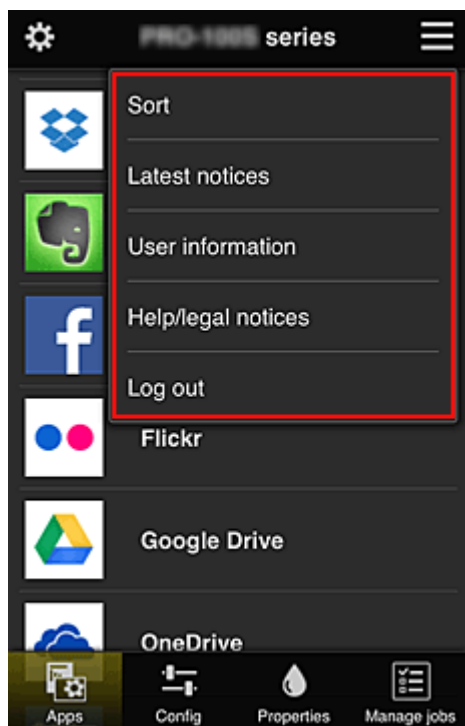 series
Sort
Latest notices
User information
Help/legal notices
Log out
Flickr
Google Drive
OneDrive
Apps
Config
Properties
Manage jobs